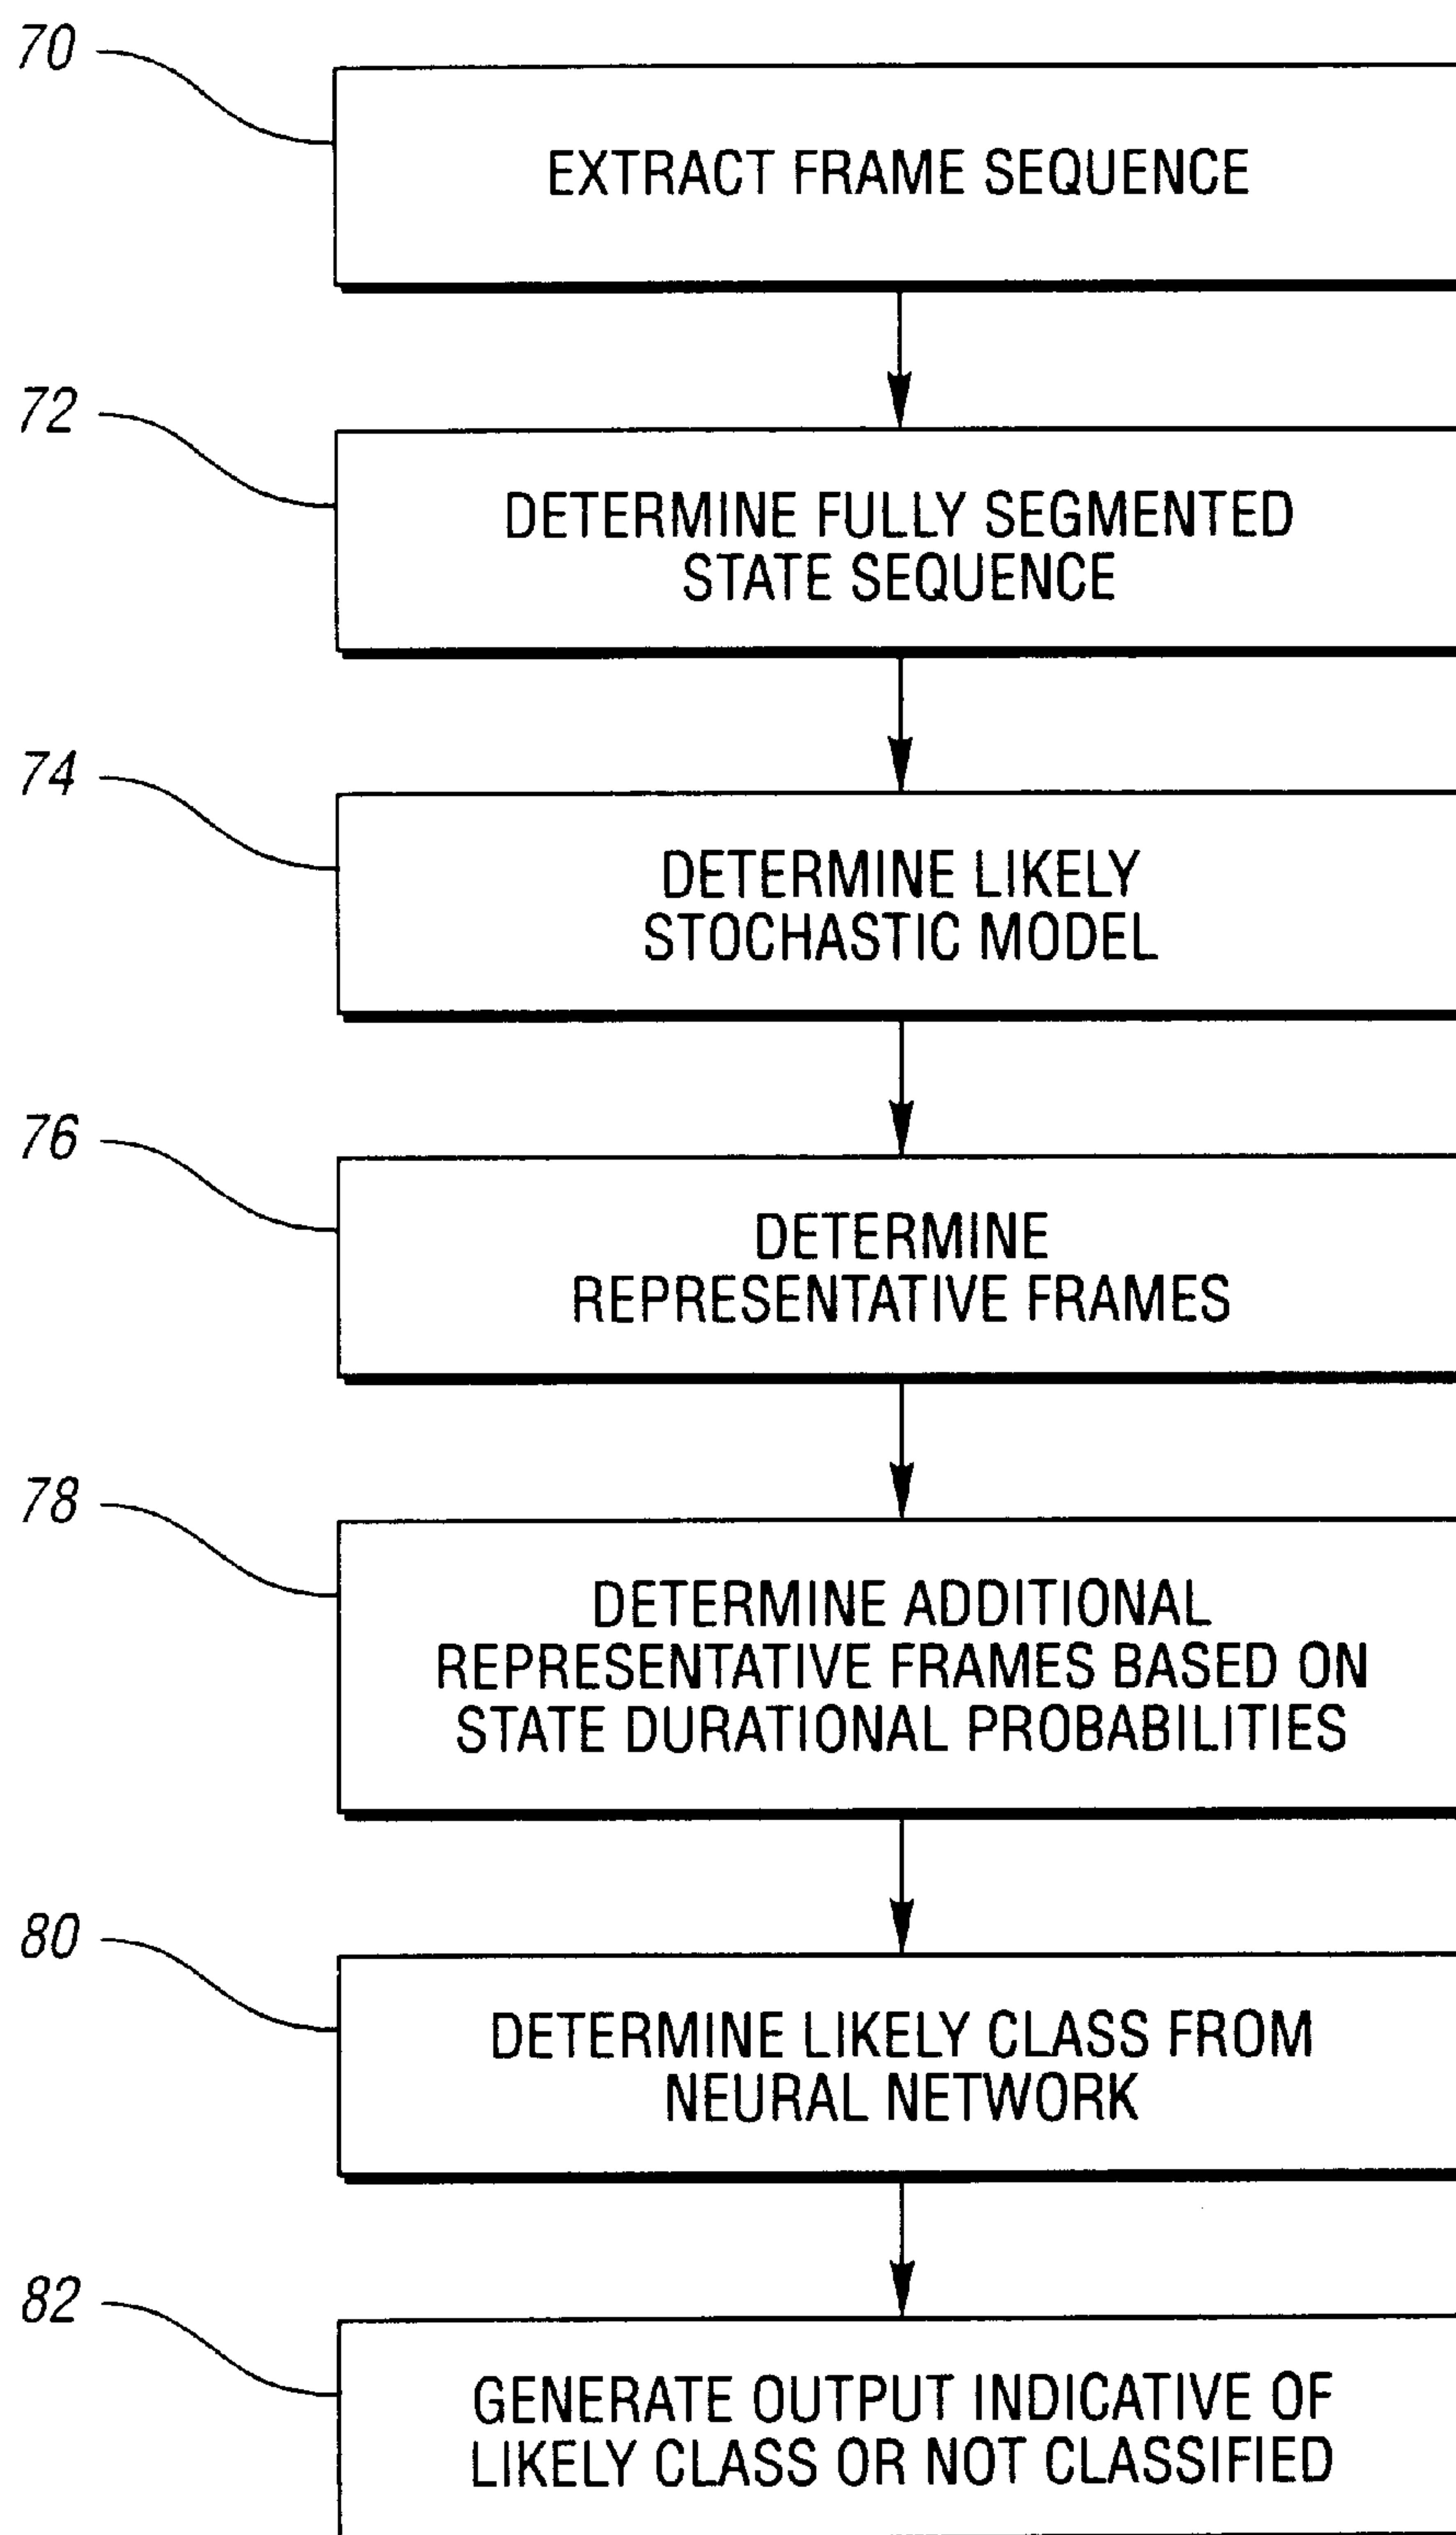 70
EXTRACT FRAME SEQUENCE
72
DETERMINE FULLY SEGMENTED
STATE SEQUENCE
74
DETERMINE LIKELY
STOCHASTIC MODEL
76
DETERMINE
REPRESENTATIVE FRAMES
78
DETERMINE ADDITIONAL
REPRESENTATIVE FRAMES BASED ON
STATE DURATIONAL PROBABILITIES
80
DETERMINE LIKELY CLASS FROM
NEURAL NETWORK
82
GENERATE OUTPUT INDICATIVE OF
LIKELY CLASS OR NOT CLASSIFIED